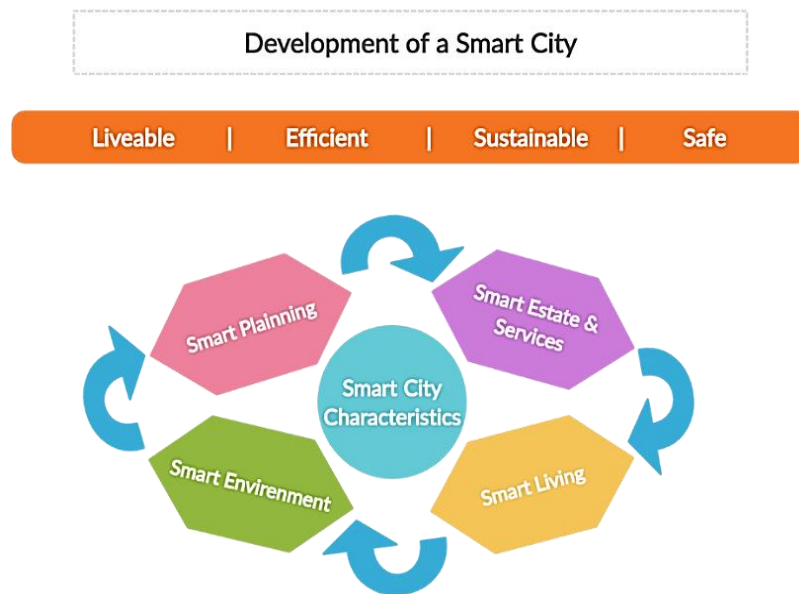 Development of a Smart City
Liveable | Efficient | Sustainable | Safe
Smart Plainning
Smart Estate &
Services
Smart City
Characteristics
Smart Envirenment
Smart Living